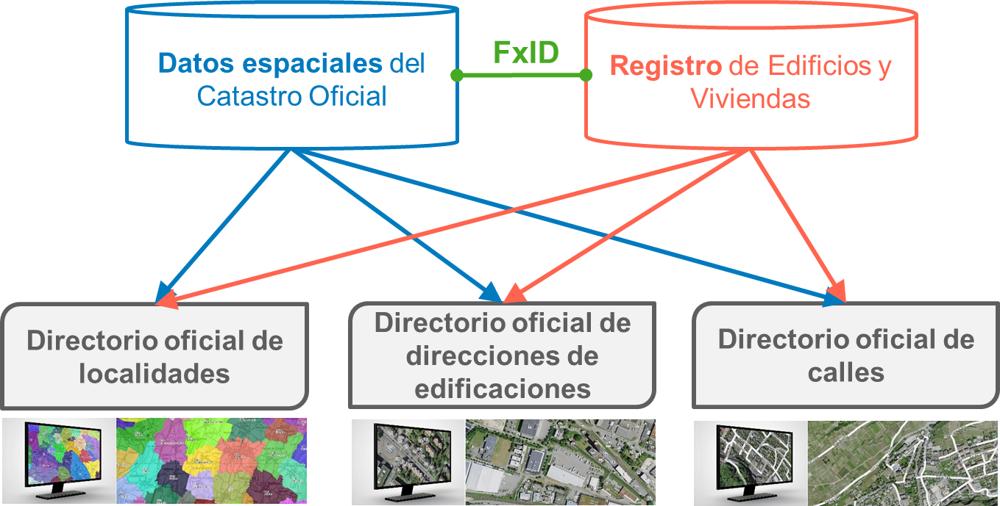 Datos espaciales del
Catastro Oficial
FxID
Registro de Edificios y
Viviendas
Directorio oficial de
localidades
Directorio oficial de
direcciones de
edificaciones
Directorio oficial de
calles